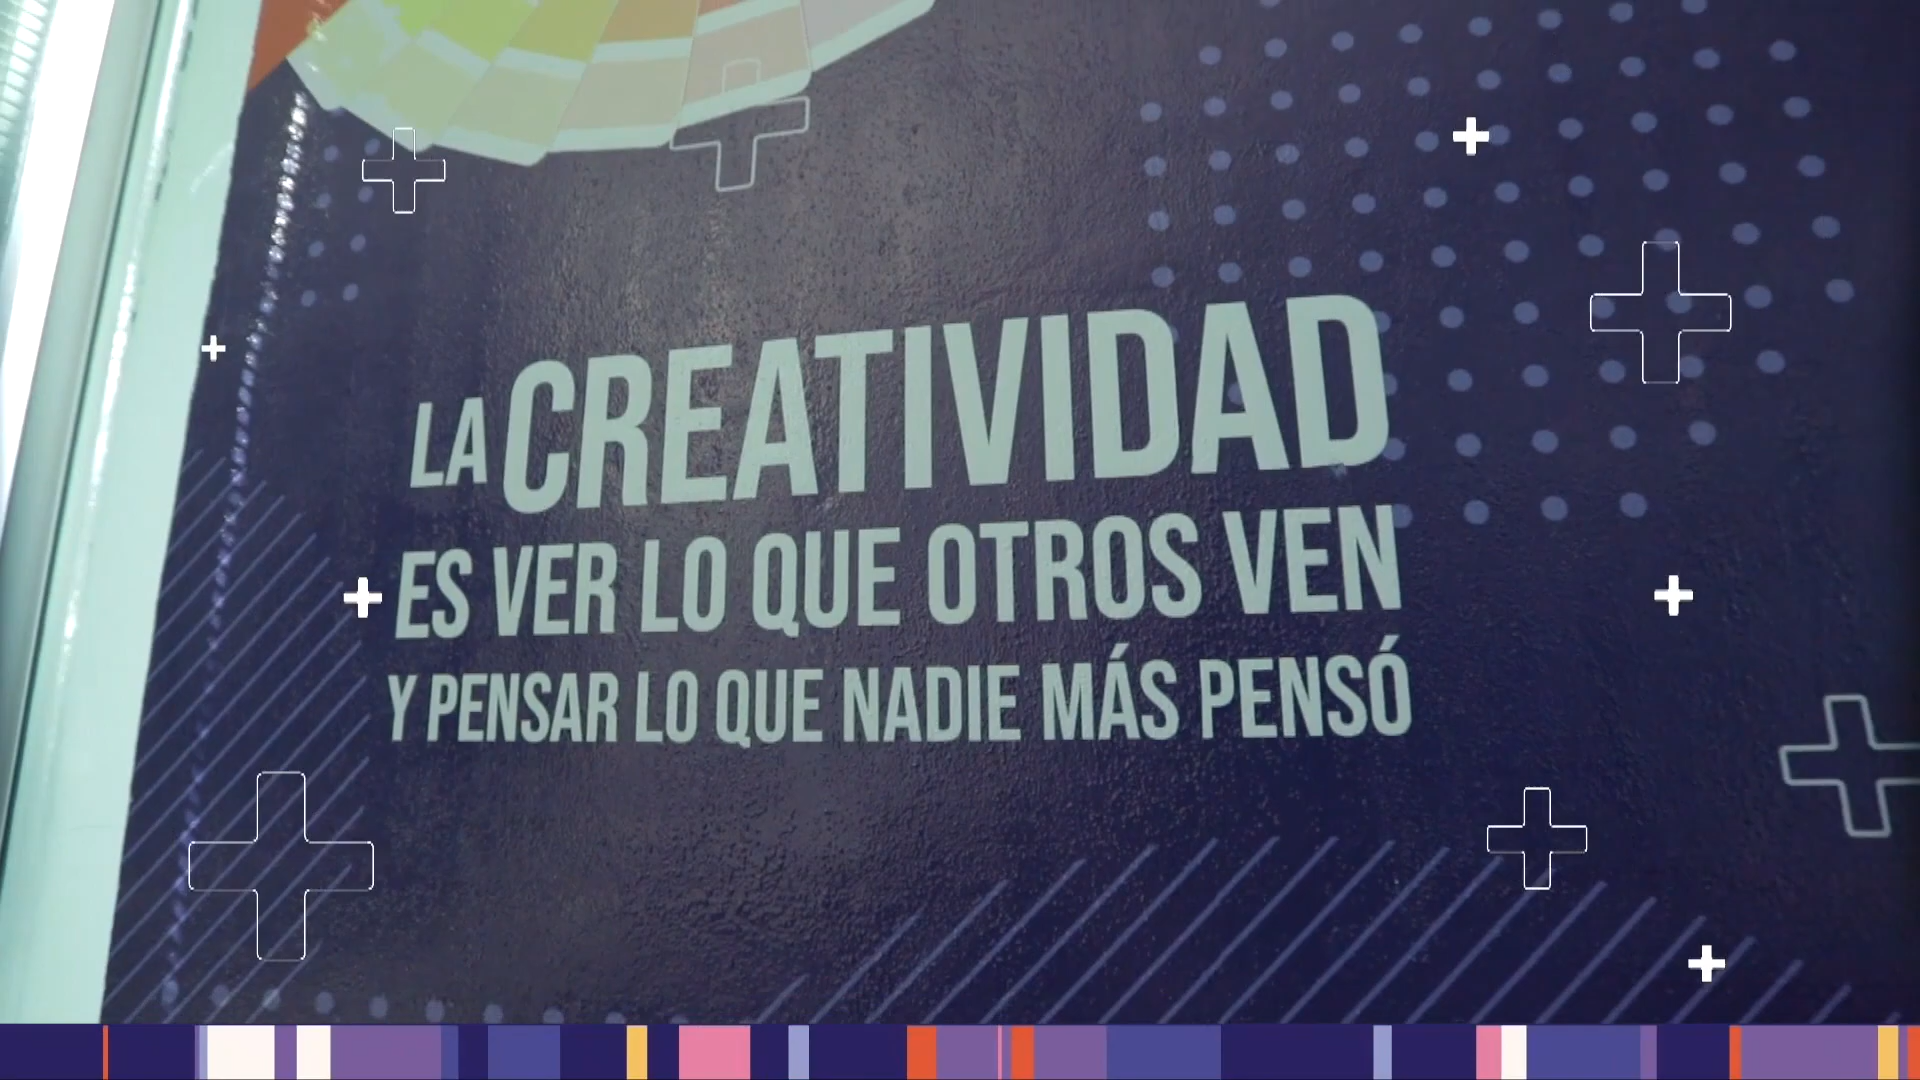 LA CREATIVIDAD
ES VER LO QUE OTROS VEN
Y PENSAR LO QUE NADIE MÁS PENSÓ